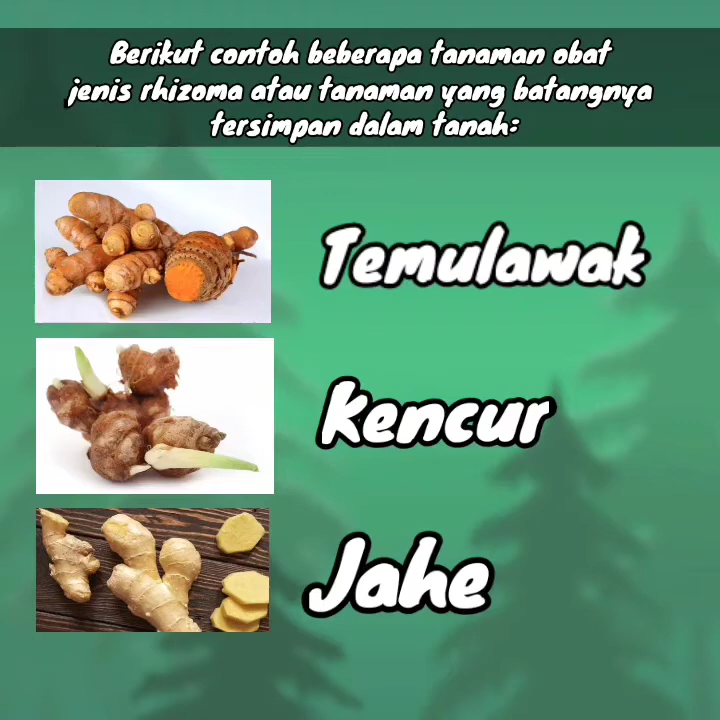 Berikut contoh beberapa tanaman obat
jenis rhizoma atau tanaman yang batangnya
tersimpan dalam tanah:
Temulawak
Kencur
Jahe